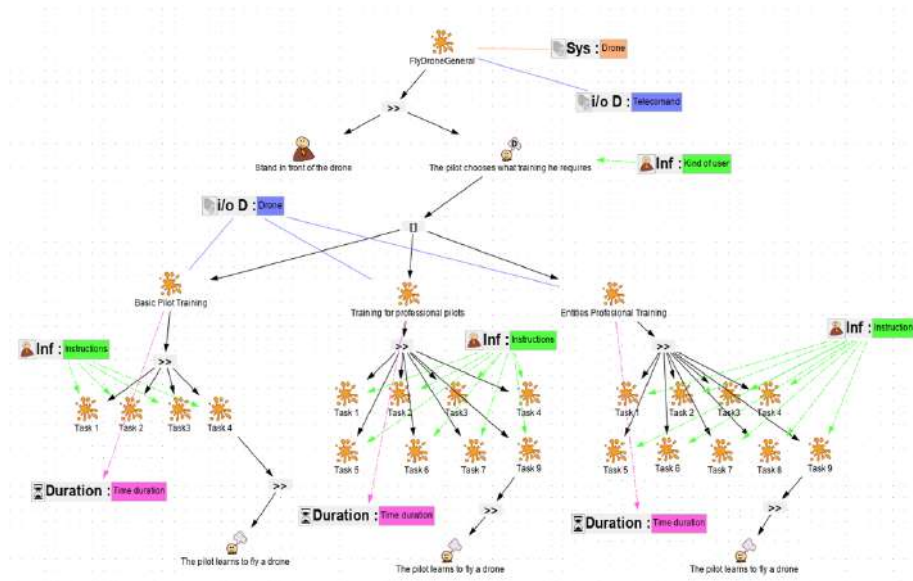 Sys : Drone
FlyDroneGeneral
i/o D : Telecomand
>>
Stand in front of the drone
The pilot chooses what training he requires
Inf : Kind of user
i/o D : Drone
[]
Basic Pilot Training
Training for professional pilots
Entities Profesional Training
Inf : Instructions
>>
>>
Inf : Instructions
>>
Inf : Instruction
Task 1
Task 2
Task3
Task 4
Task 1
Task 2
Task3
Task 4
Task 1
Task 2
Task3
Task 4
Task 5
Task 6
Task 7
Task 9
Task 5
Task 6
Task 7
Task 8
Task 9
Duration : Time duration
>>
Duration : Time duration
>>
Duration : Time duration
>>
The pilot learns to fly a drone
The pilot learns to fly a drone
The pilot learns to fly a drone